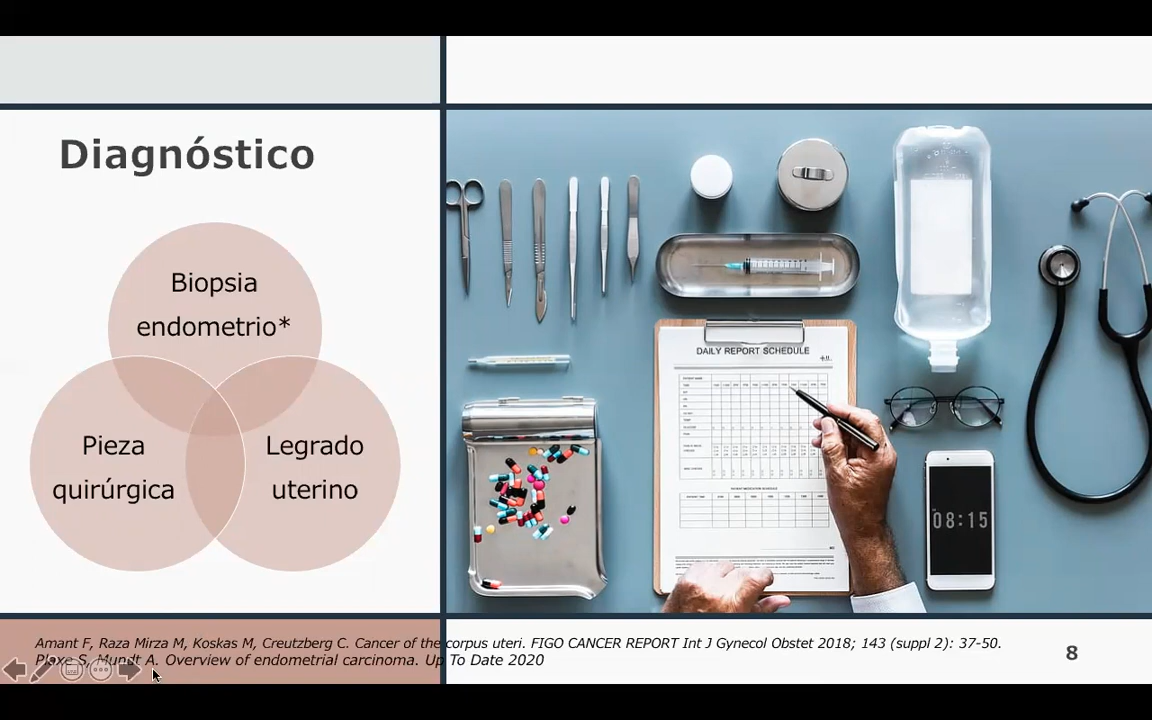 Diagnóstico
Biopsia
endometrio*
Pieza
quirúrgica
Legrado
uterino
DAILY REPORT SCHEDULE
08:15
Amant F, Raza Mirza M, Koskas M, Creutzberg C. Cancer of the corpus uteri. FIGO CANCER REPORT Int J Gynecol Obstet 2018; 143 (suppl 2): 37-50.
Plaxe S, Mundt A. Overview of endometrial carcinoma. Up To Date 2020
8